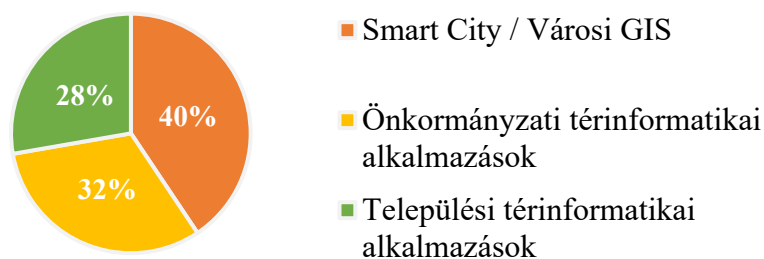 Smart City / Városi GIS
28%
40%
Önkormányzati térinformatikai
alkalmazások
32%
Települési térinformatikai
alkalmazások